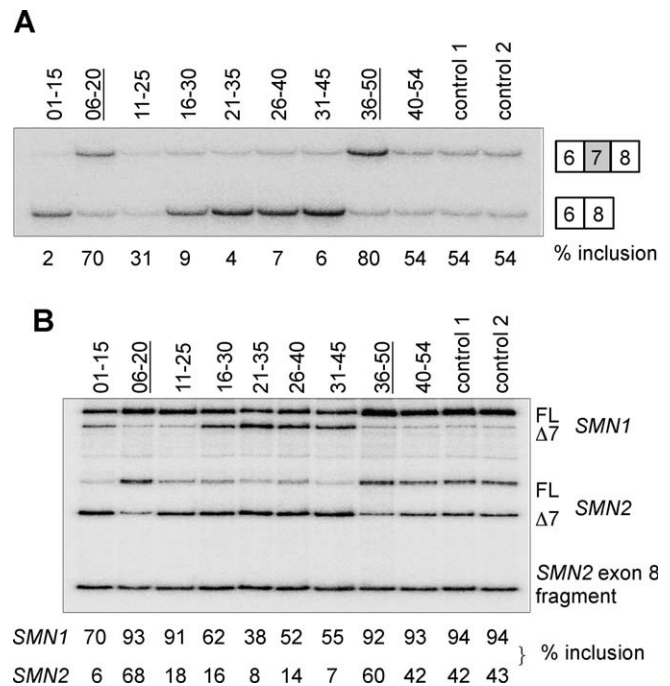 A
01-15 06-20 11-25 16-30 21-35 26-40 31-45 36-50 40-54 control 1 control 2
6 7 8
6 8
2 70 31 9 4 7 6 80 54 54 54 % inclusion
B
01-15 06-20 11-25 16-30 21-35 26-40 31-45 36-50 40-54 control 1 control 2
FL
Δ7 SMN1
FL
Δ7 SMN2
SMN2 exon 8
fragment
SMN1 70 93 91 62 38 52 55 92 93 94 94
} % inclusion
SMN2 6 68 18 16 8 14 7 60 42 42 43